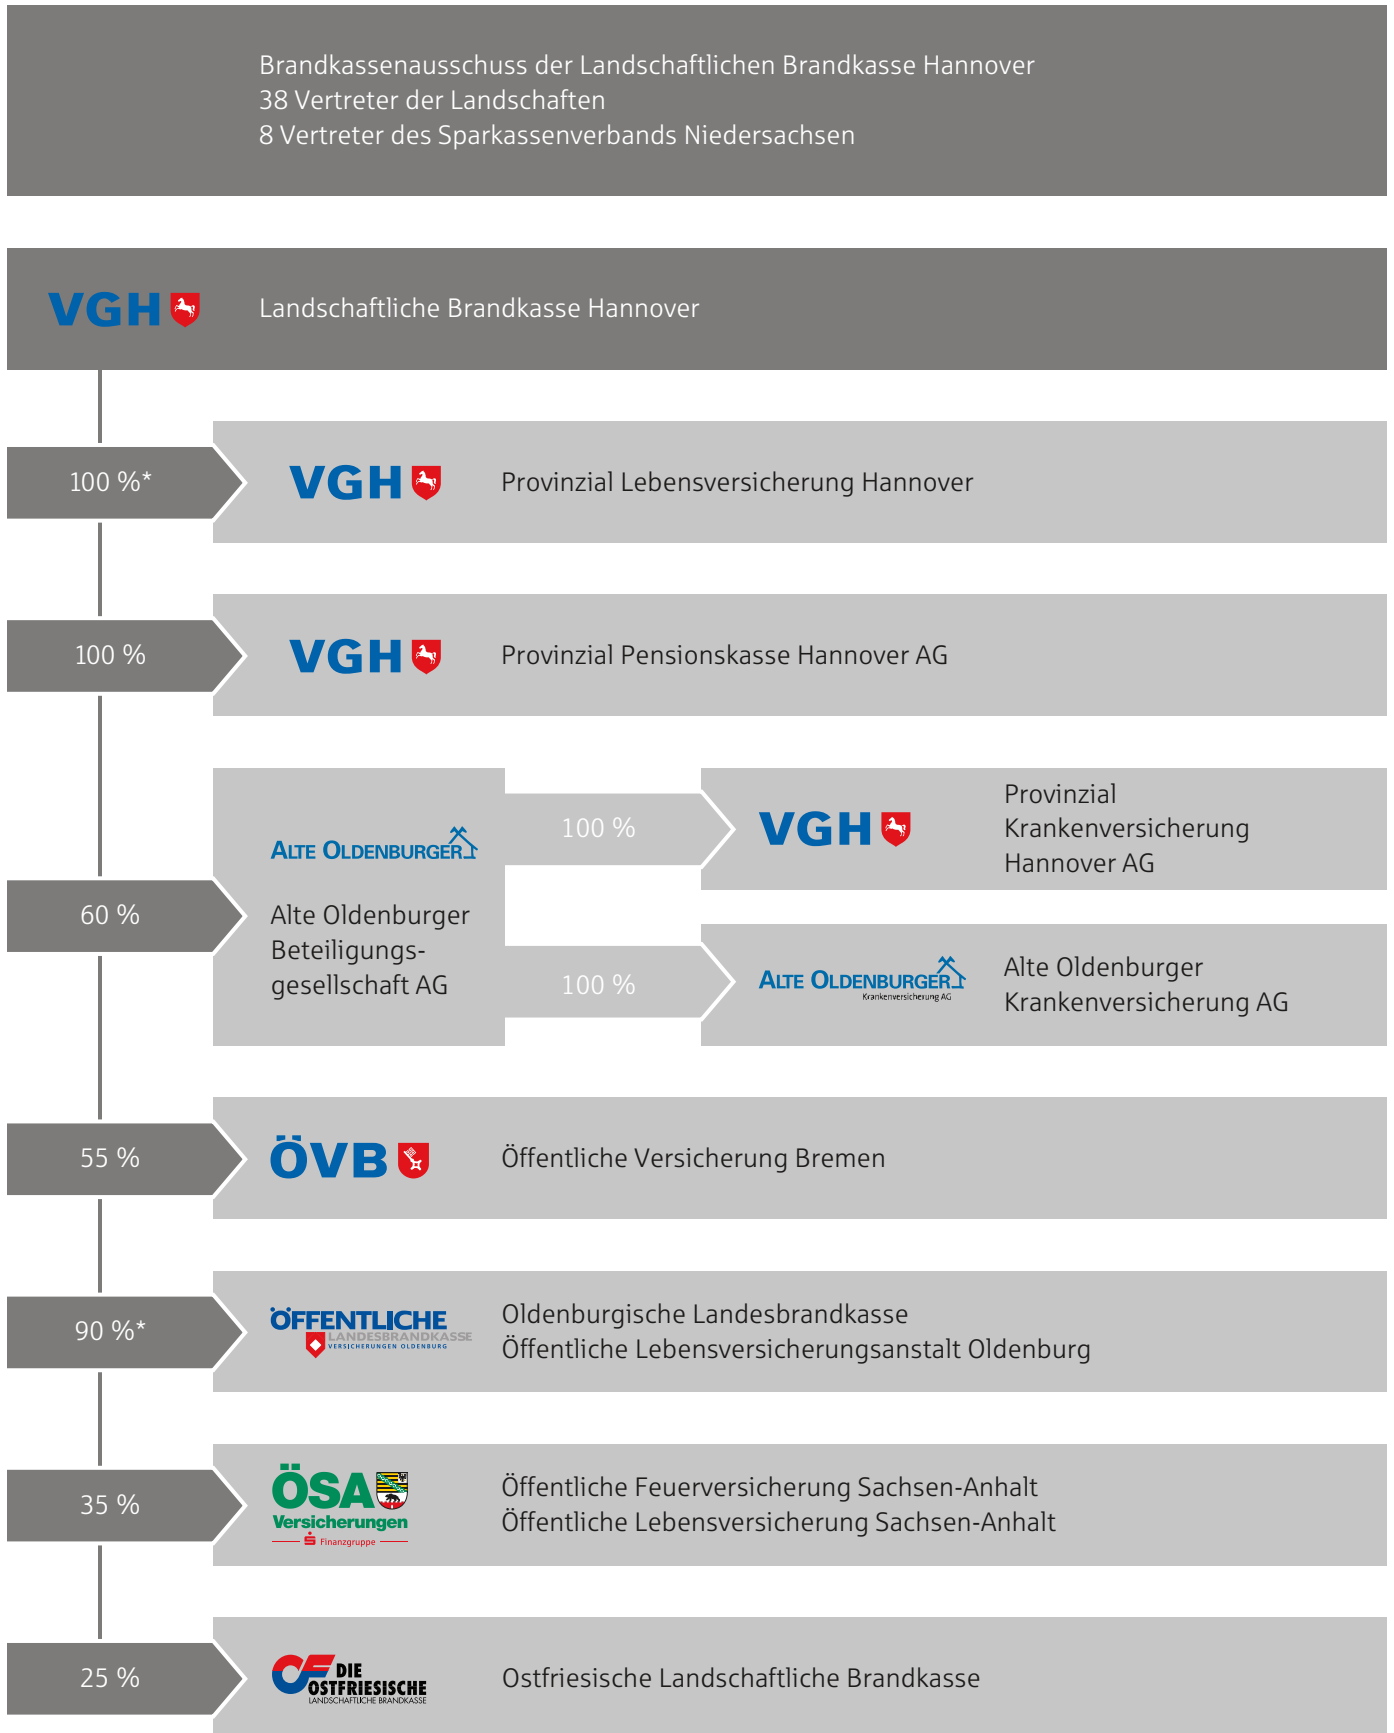 Brandkassenausschuss der Landschaftlichen Brandkasse Hannover
38 Vertreter der Landschaften
8 Vertreter des Sparkassenverbands Niedersachsen
VGH
Landschaftliche Brandkasse Hannover
100 %*
VGH
Provinzial Lebensversicherung Hannover
100 %
VGH
Provinzial Pensionskasse Hannover AG
60 %
ALTE OLDENBURGER
Alte Oldenburger
Beteiligungs-
gesellschaft AG
100 %
VGH
Provinzial
Krankenversicherung
Hannover AG
100 %
ALTE OLDENBURGER
Krankenversicherung AG
Alte Oldenburger
Krankenversicherung AG
55 %
ÖVB
Öffentliche Versicherung Bremen
90 %*
ÖFFENTLICHE
LANDESBRANDKASSE
VERSICHERUNGEN OLDENBURG
Oldenburgische Landesbrandkasse
Öffentliche Lebensversicherungsanstalt Oldenburg
35 %
ÖSA
Versicherungen
Finanzgruppe
Öffentliche Feuerversicherung Sachsen-Anhalt
Öffentliche Lebensversicherung Sachsen-Anhalt
25 %
DIE
OSTFRIESISCHE
LANDSCHAFTLICHE BRANDKASSE
Ostfriesische Landschaftliche Brandkasse